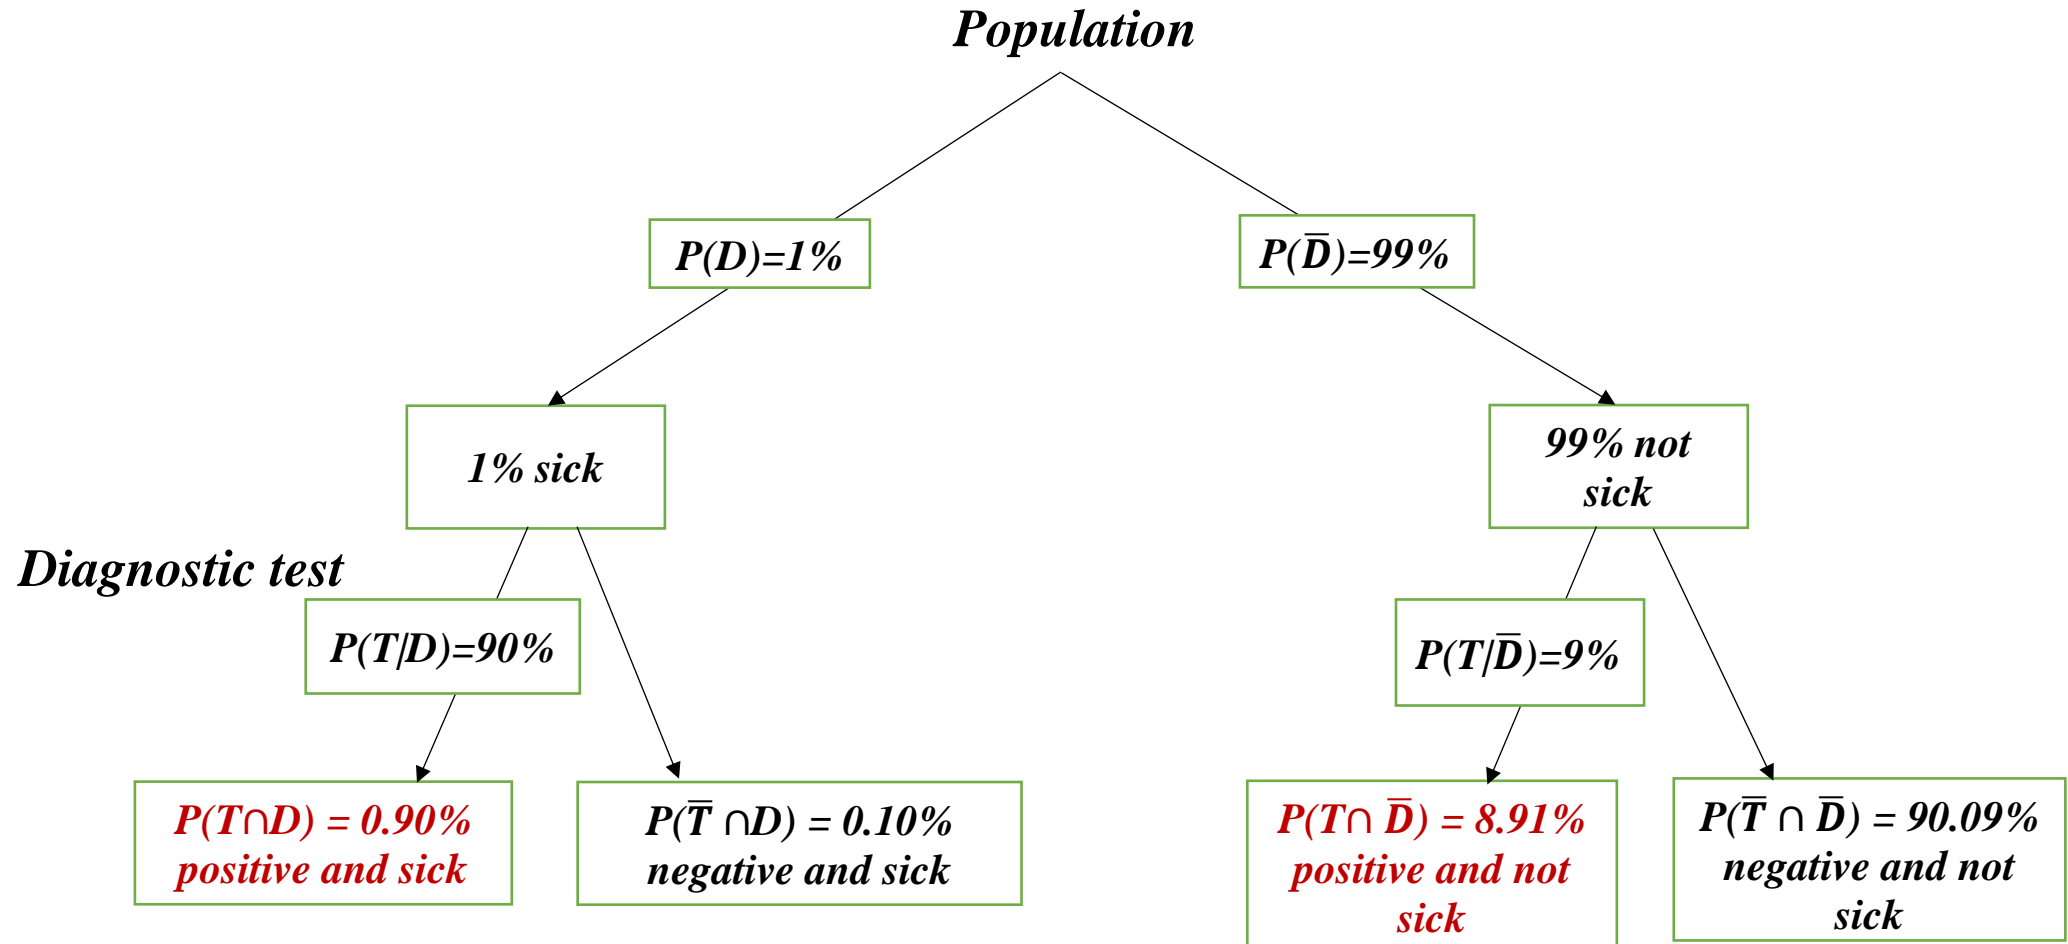 Population
P(D)=1%
P(D̅)=99%
1% sick
99% not
sick
Diagnostic test
P(T/D)=90%
P(T/D̅)=9%
P(T∩D) = 0.90%
positive and sick
P(T̅ ∩D) = 0.10%
negative and sick
P(T∩ D̅) = 8.91%
positive and not
sick
P(T̅ ∩ D̅) = 90.09%
negative and not
sick